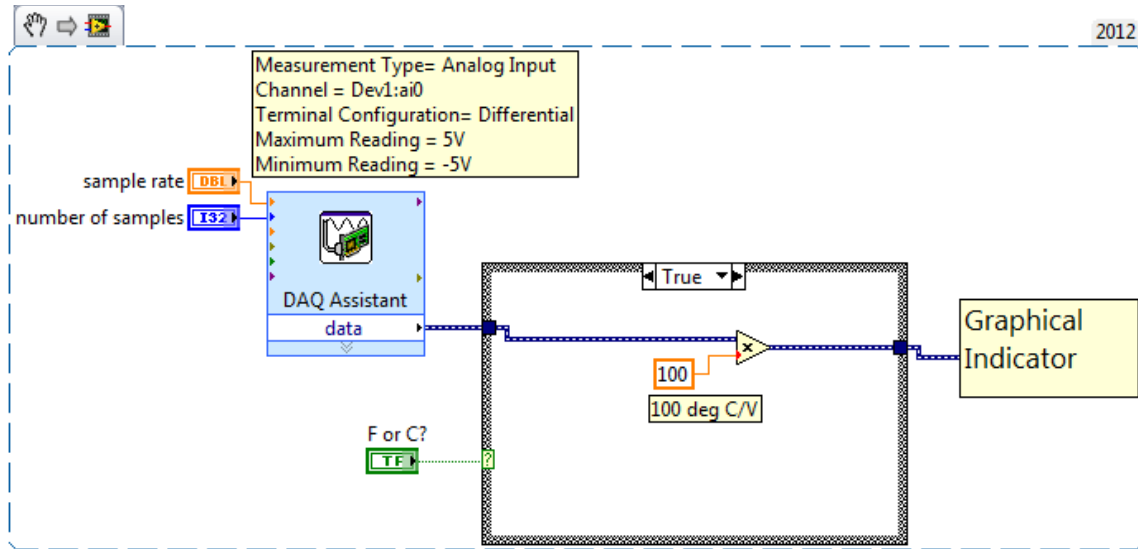 2012
Measurement Type= Analog Input
Channel = Dev1:ai0
Terminal Configuration= Differential
Maximum Reading = 5V
Minimum Reading = -5V
sample rate
DBL
number of samples
I32
DAQ Assistant
data
True
Graphical
Indicator
100
100 deg C/V
F or C?
TF
?